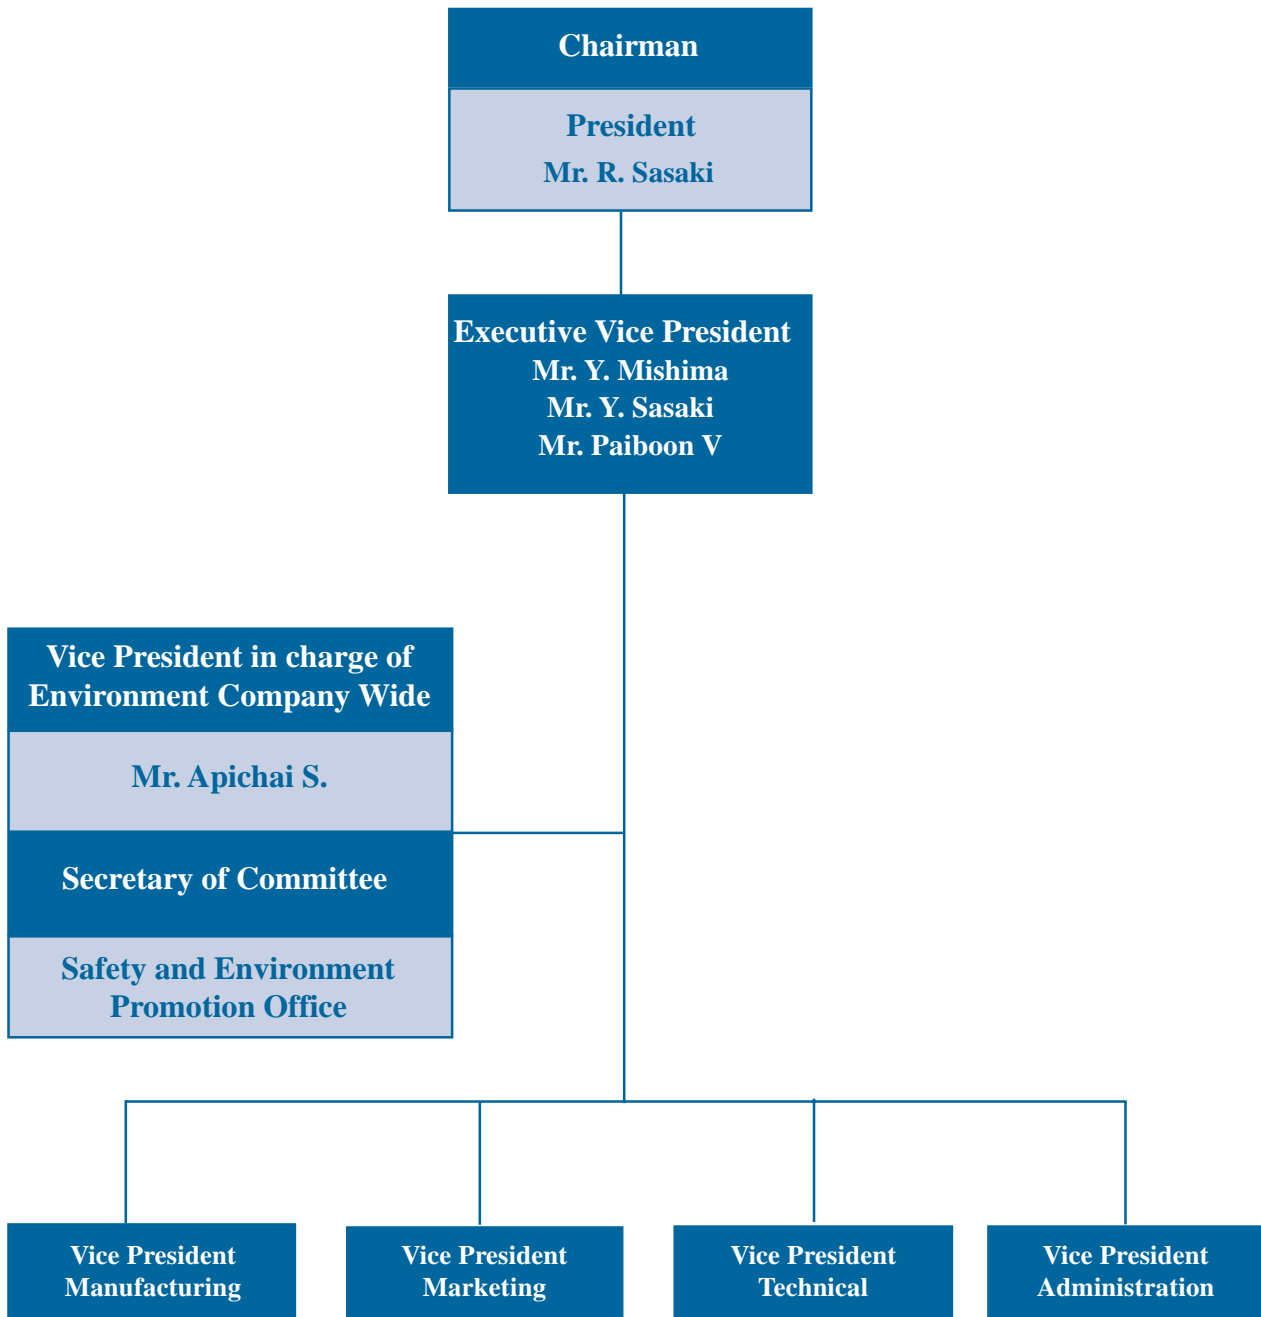 Chairman
President
Mr. R. Sasaki
Executive Vice President
Mr. Y. Mishima
Mr. Y. Sasaki
Mr. Paiboon V
Vice President in charge of
Environment Company Wide
Mr. Apichai S.
Secretary of Committee
Safety and Environment
Promotion Office
Vice President
Manufacturing
Vice President
Marketing
Vice President
Technical
Vice President
Administration